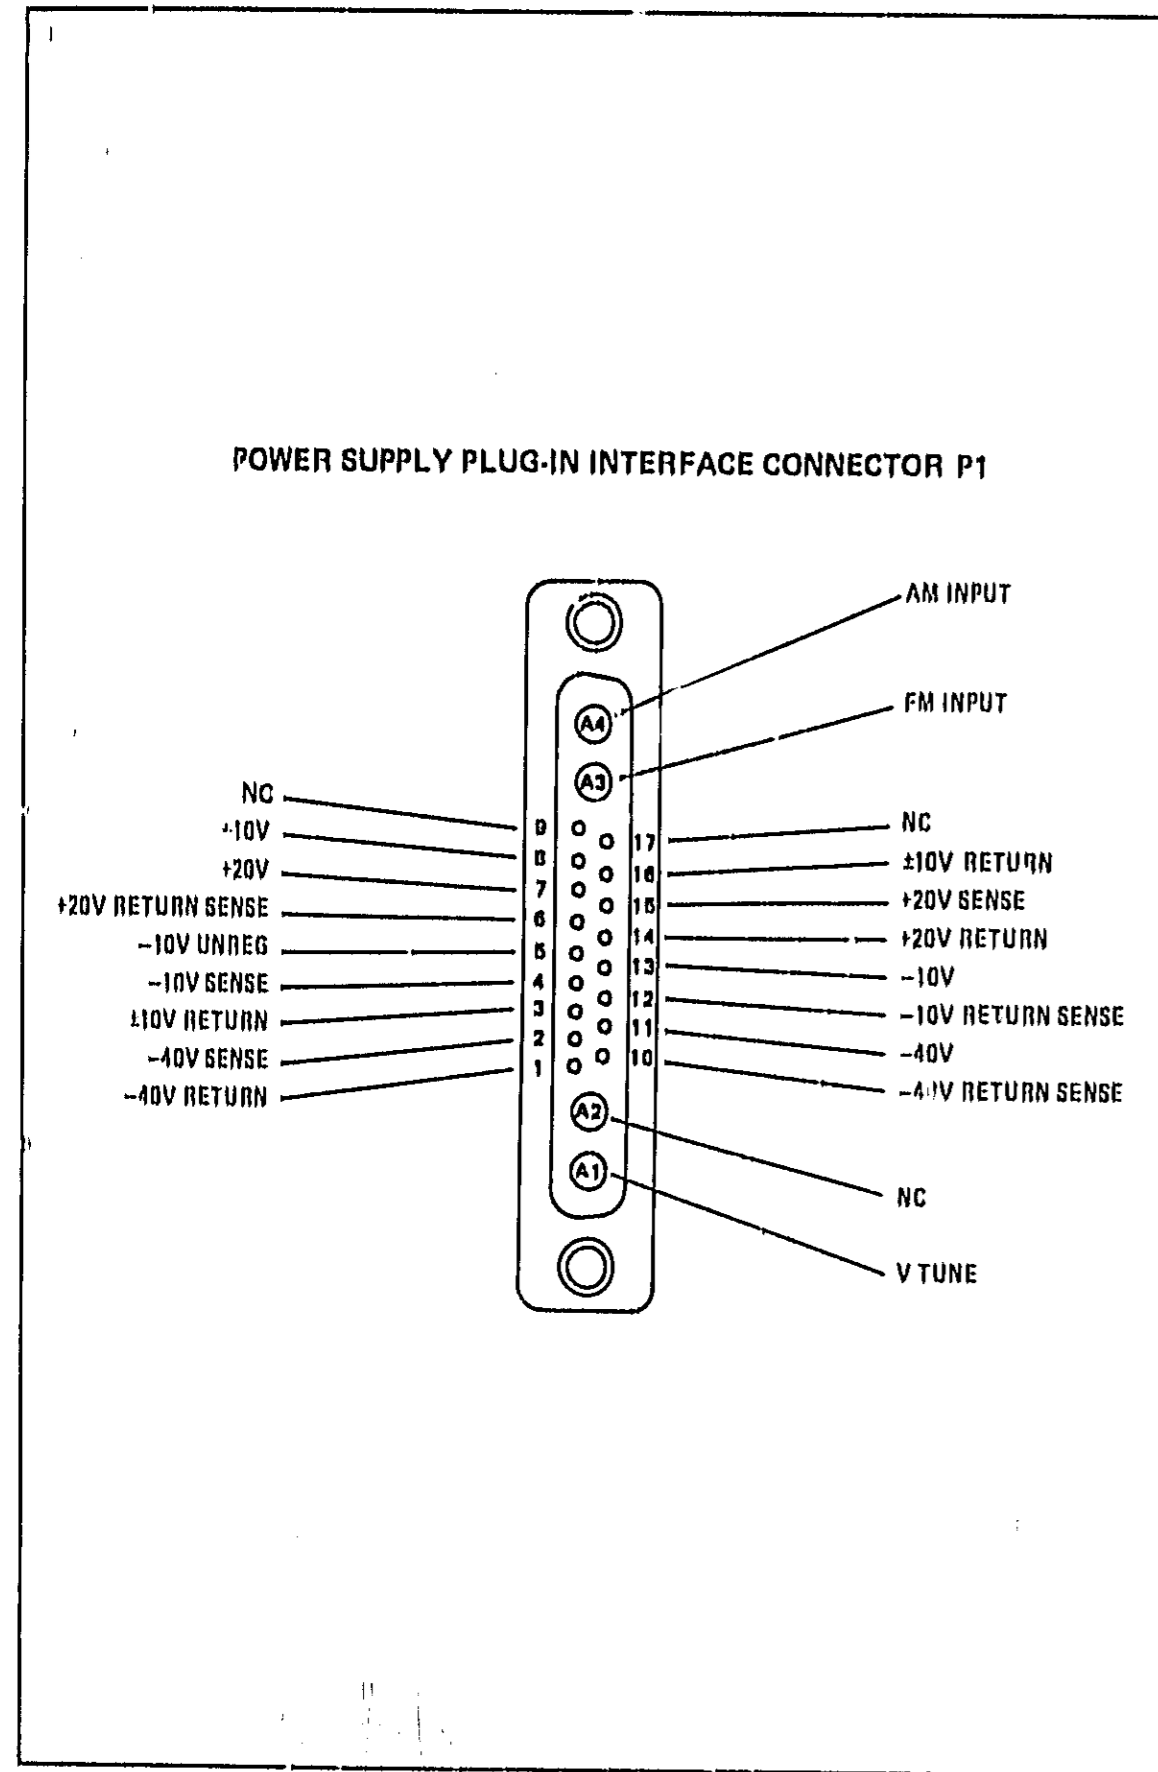 POWER SUPPLY PLUG-IN INTERFACE CONNECTOR P1
AM INPUT
FM INPUT
A4
A3
NC
+10V
+20V
+20V RETURN SENSE
-10V UNREG
-10V SENSE
±10V RETURN
-40V SENSE
-40V RETURN
9
8
7
6
5
4
3
2
1
17
16
15
14
13
12
11
10
NC
±10V RETURN
+20V SENSE
+20V RETURN
-10V
-10V RETURN SENSE
-40V
-40V RETURN SENSE
A2
A1
NC
V TUNE